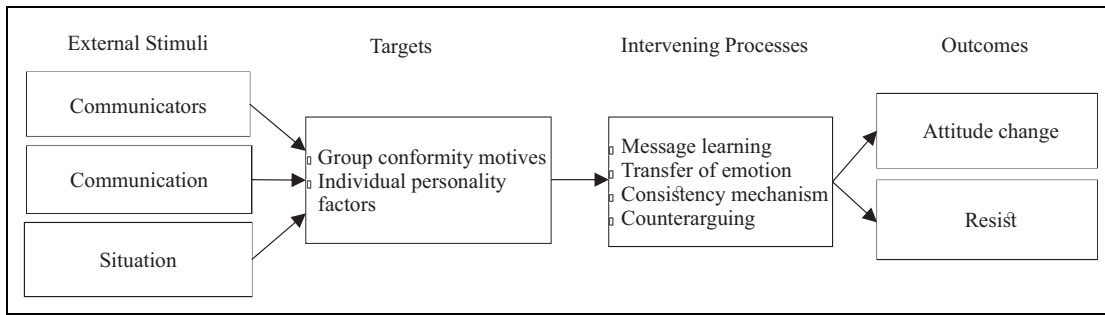 External Stimuli
Targets
Intervening Processes
Outcomes
Communicators
Communication
Situation
Group conformity motives
Individual personality
factors
Message learning
Transfer of emotion
Consistency mechanism
Counterarguing
Attitude change
Resist